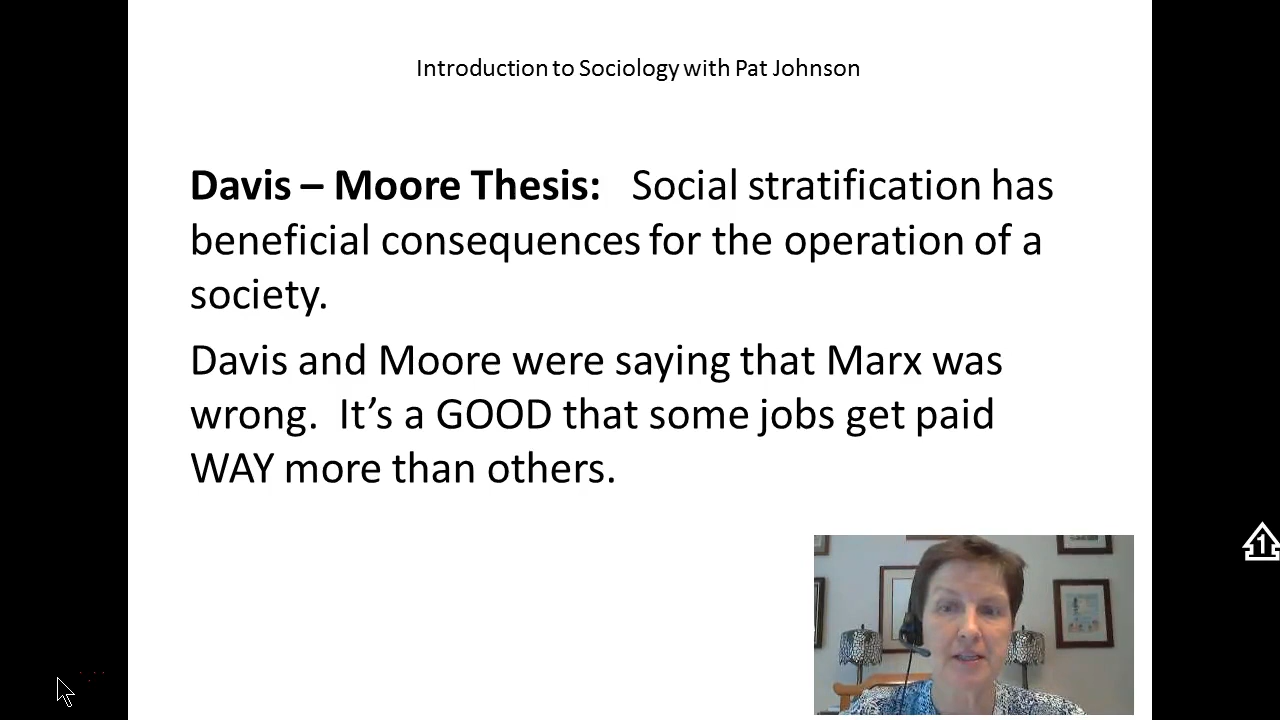 Introduction to Sociology with Pat Johnson
Davis – Moore Thesis:   Social stratification has
beneficial consequences for the operation of a
society.
Davis and Moore were saying that Marx was
wrong.  It’s a GOOD that some jobs get paid
WAY more than others.
1